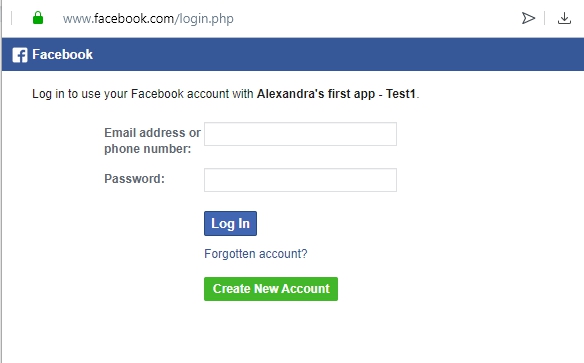 www.facebook.com/login.php
Facebook
Log in to use your Facebook account with Alexandra's first app - Test1.
Email address or
phone number:
Password:
Log In
Forgotten account?
Create New Account